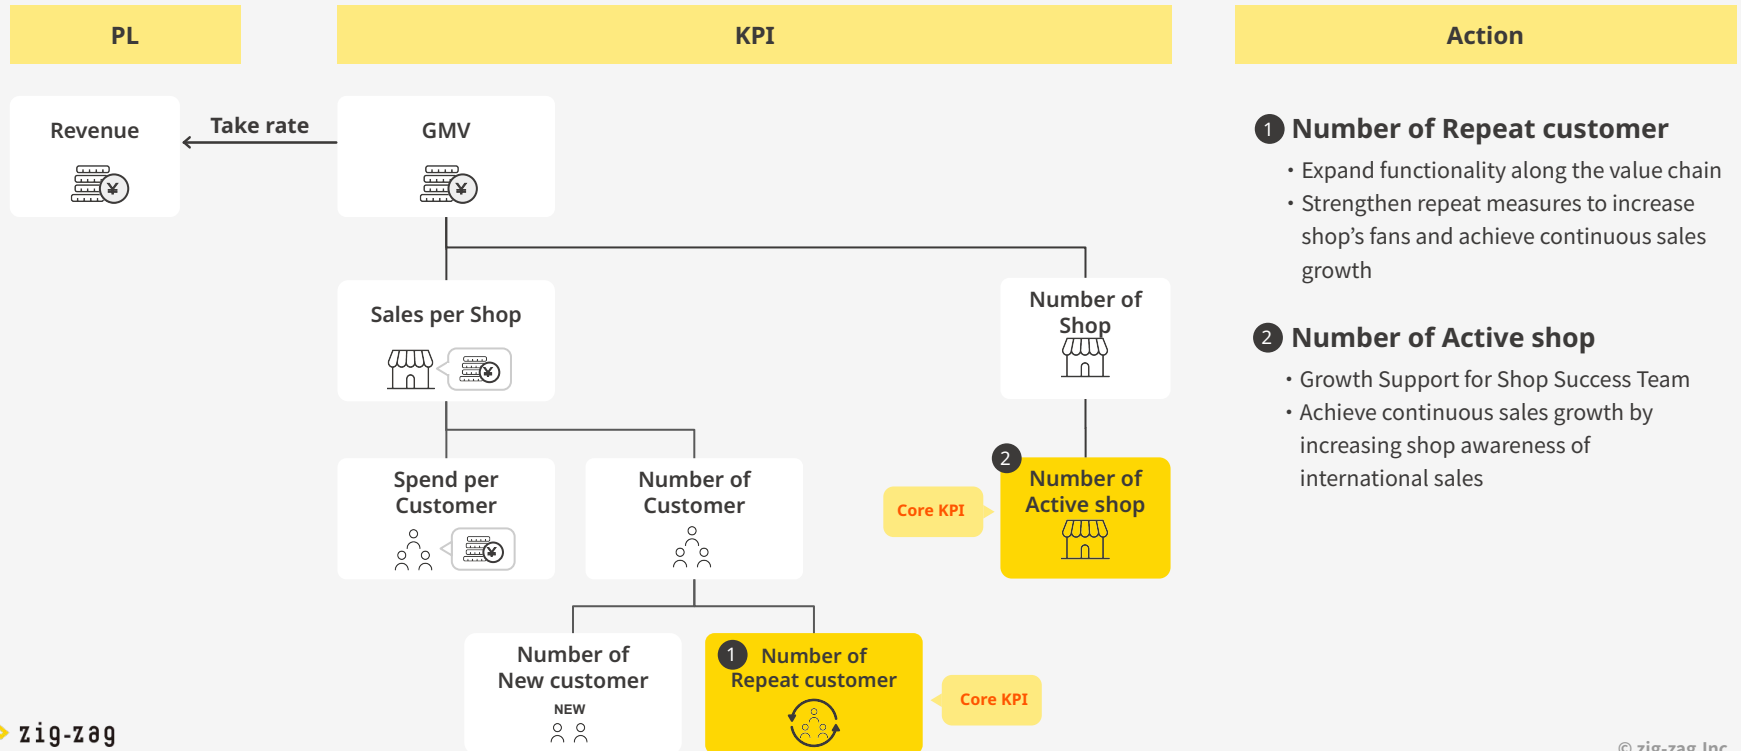 PL
KPI
Action
Revenue
Take rate
GMV
¥
¥
Sales per Shop
¥
Number of
Shop
Spend per
Customer
¥
Number of
Customer
Core KPI
2
Number of
Active shop
Number of
New customer
NEW
1
Number of
Repeat customer
Core KPI
1 Number of Repeat customer
・Expand functionality along the value chain
・Strengthen repeat measures to increase
shop's fans and achieve continuous sales
growth
2 Number of Active shop
・Growth Support for Shop Success Team
・Achieve continuous sales growth by
increasing shop awareness of
international sales
zig-zag
© zig-zag Inc